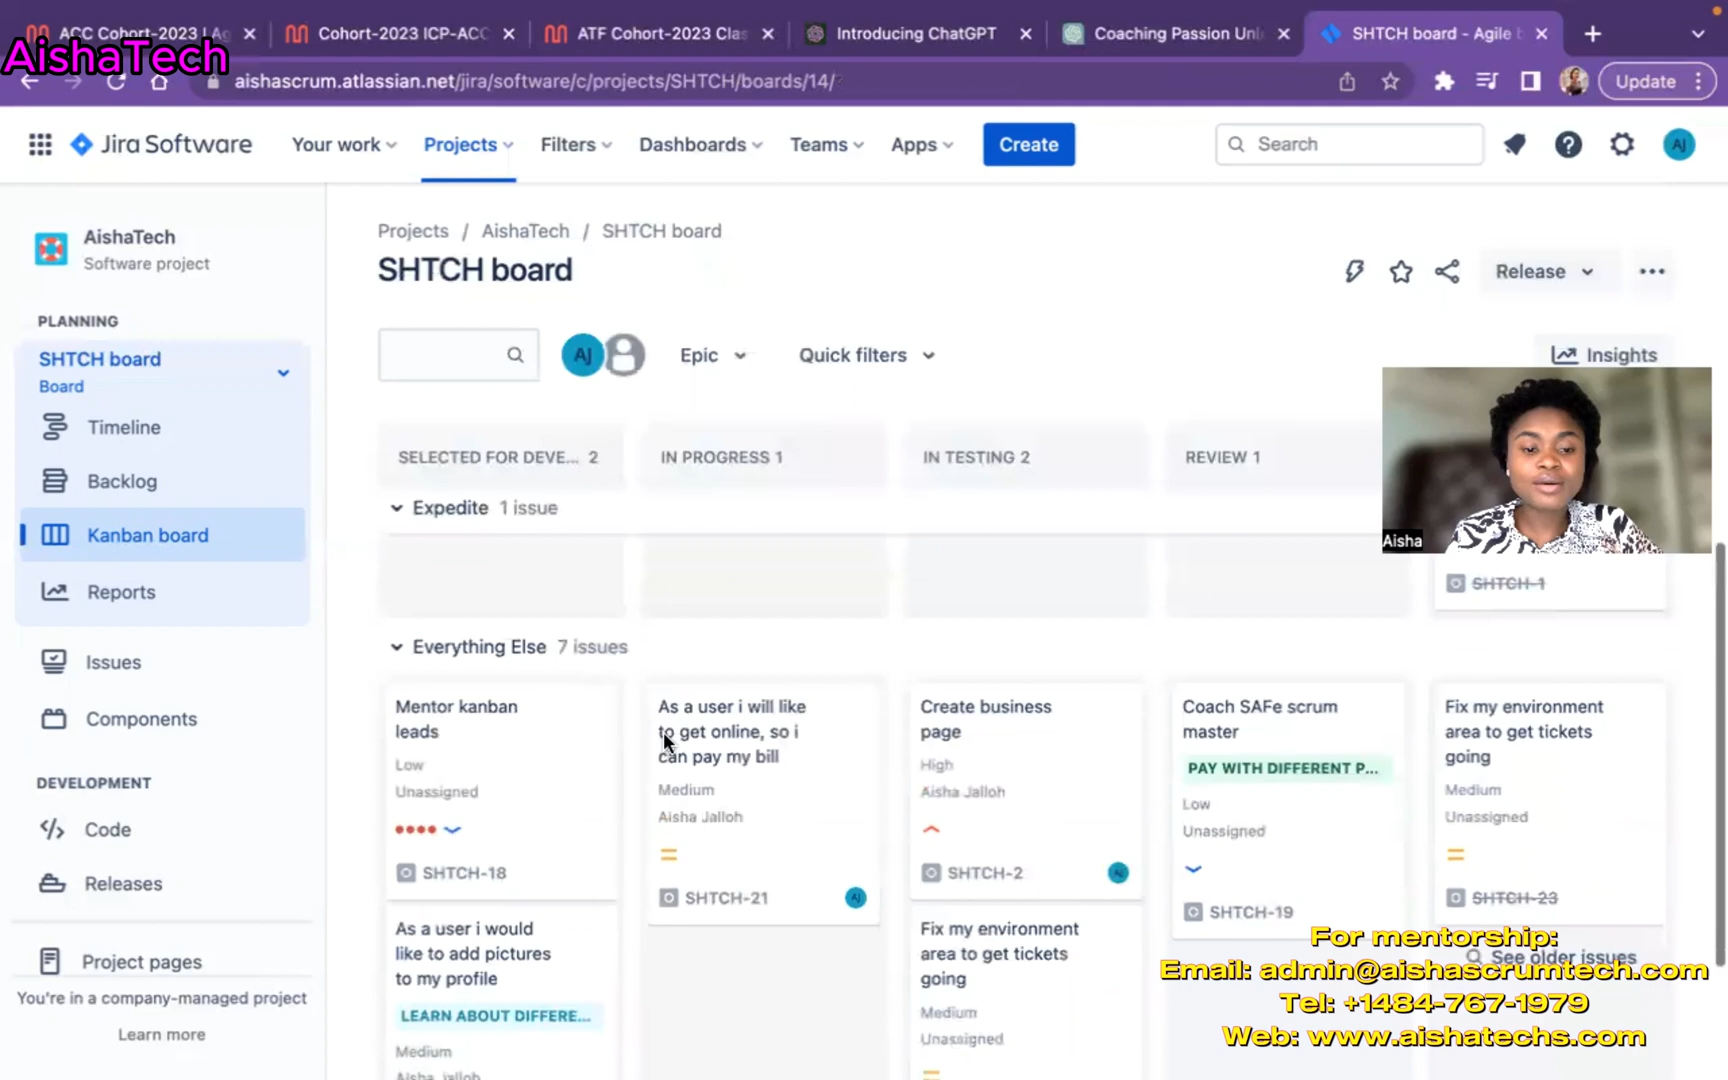 ACC Cohort-2023 | Ag
Cohort-2023 ICP-ACC
ATF Cohort-2023 Clas
Introducing ChatGPT
Coaching Passion Unl
SHTCH board - Agile b
AishaTech
aishascrum.atlassian.net/jira/software/c/projects/SHTCH/boards/14/
Update
Jira Software
Your work
Projects
Filters
Dashboards
Teams
Apps
Create
Search
AJ
AishaTech
Software project
PLANNING
SHTCH board
Board
Timeline
Backlog
Kanban board
Reports
Issues
Components
DEVELOPMENT
Code
Releases
Project pages
You're in a company-managed project
Learn more
Projects / AishaTech / SHTCH board
SHTCH board
Release
AJ
Epic
Quick filters
Insights
SELECTED FOR DEVE... 2
IN PROGRESS 1
IN TESTING 2
REVIEW 1
Aisha
Expedite 1 issue
SHTCH-1
Everything Else 7 issues
Mentor kanban
leads
Low
Unassigned
SHTCH-18
As a user i would
like to add pictures
to my profile
LEARN ABOUT DIFFERE...
Medium
Aisha Jalloh
As a user i will like
to get online, so i
can pay my bill
Medium
Aisha Jalloh
SHTCH-21
AJ
Create business
page
High
Aisha Jalloh
SHTCH-2
AJ
Fix my environment
area to get tickets
going
Medium
Unassigned
Coach SAFe scrum
master
PAY WITH DIFFERENT P...
Low
Unassigned
SHTCH-19
Fix my environment
area to get tickets
going
Medium
Unassigned
SHTCH-23
See older issues
For mentorship:
Email: admin@aishascrumtech.com
Tel: +1484-767-1979
Web: www.aishatechs.com